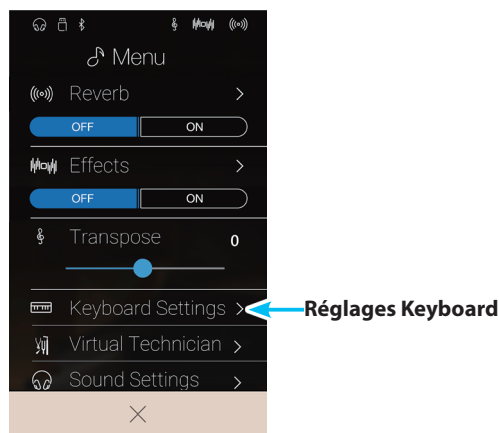 Menu
Reverb
OFF ON
Effects
OFF ON
Transpose 0
Keyboard Settings
Réglages Keyboard
Virtual Technician
Sound Settings